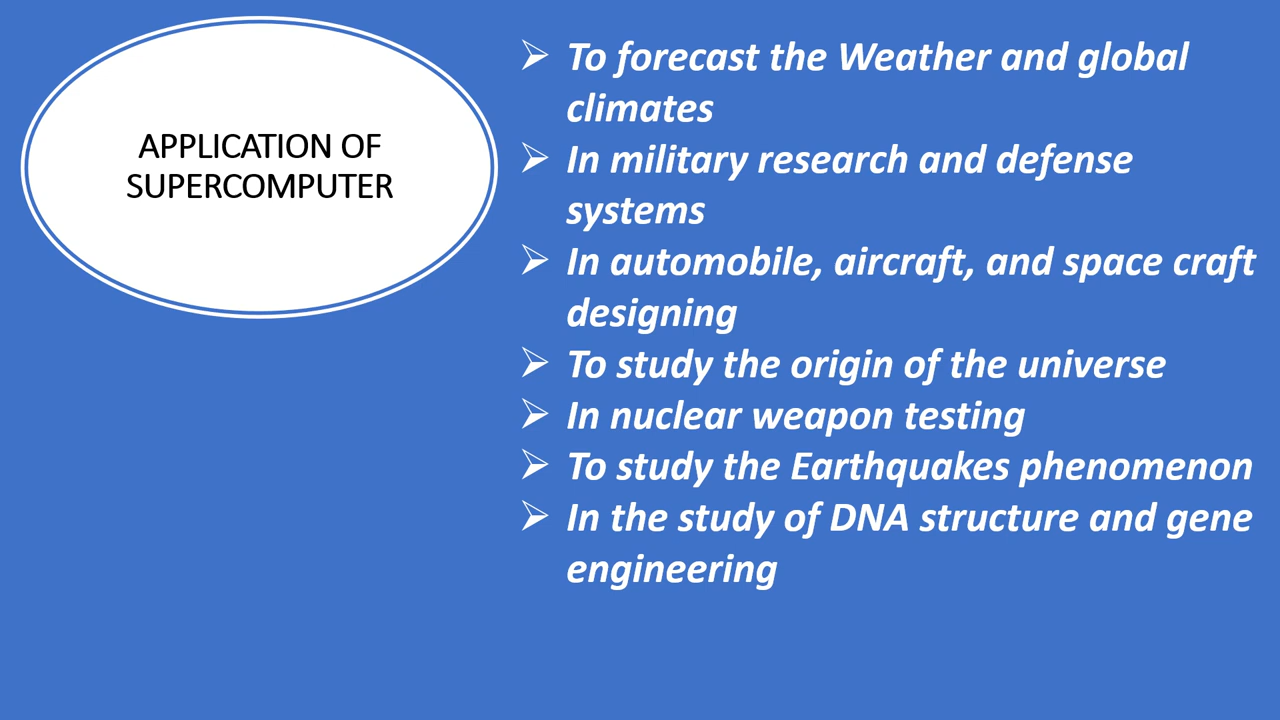 APPLICATION OF
SUPERCOMPUTER
➢ To forecast the Weather and global
climates
➢ In military research and defense
systems
➢ In automobile, aircraft, and space craft
designing
➢ To study the origin of the universe
➢ In nuclear weapon testing
➢ To study the Earthquakes phenomenon
➢ In the study of DNA structure and gene
engineering